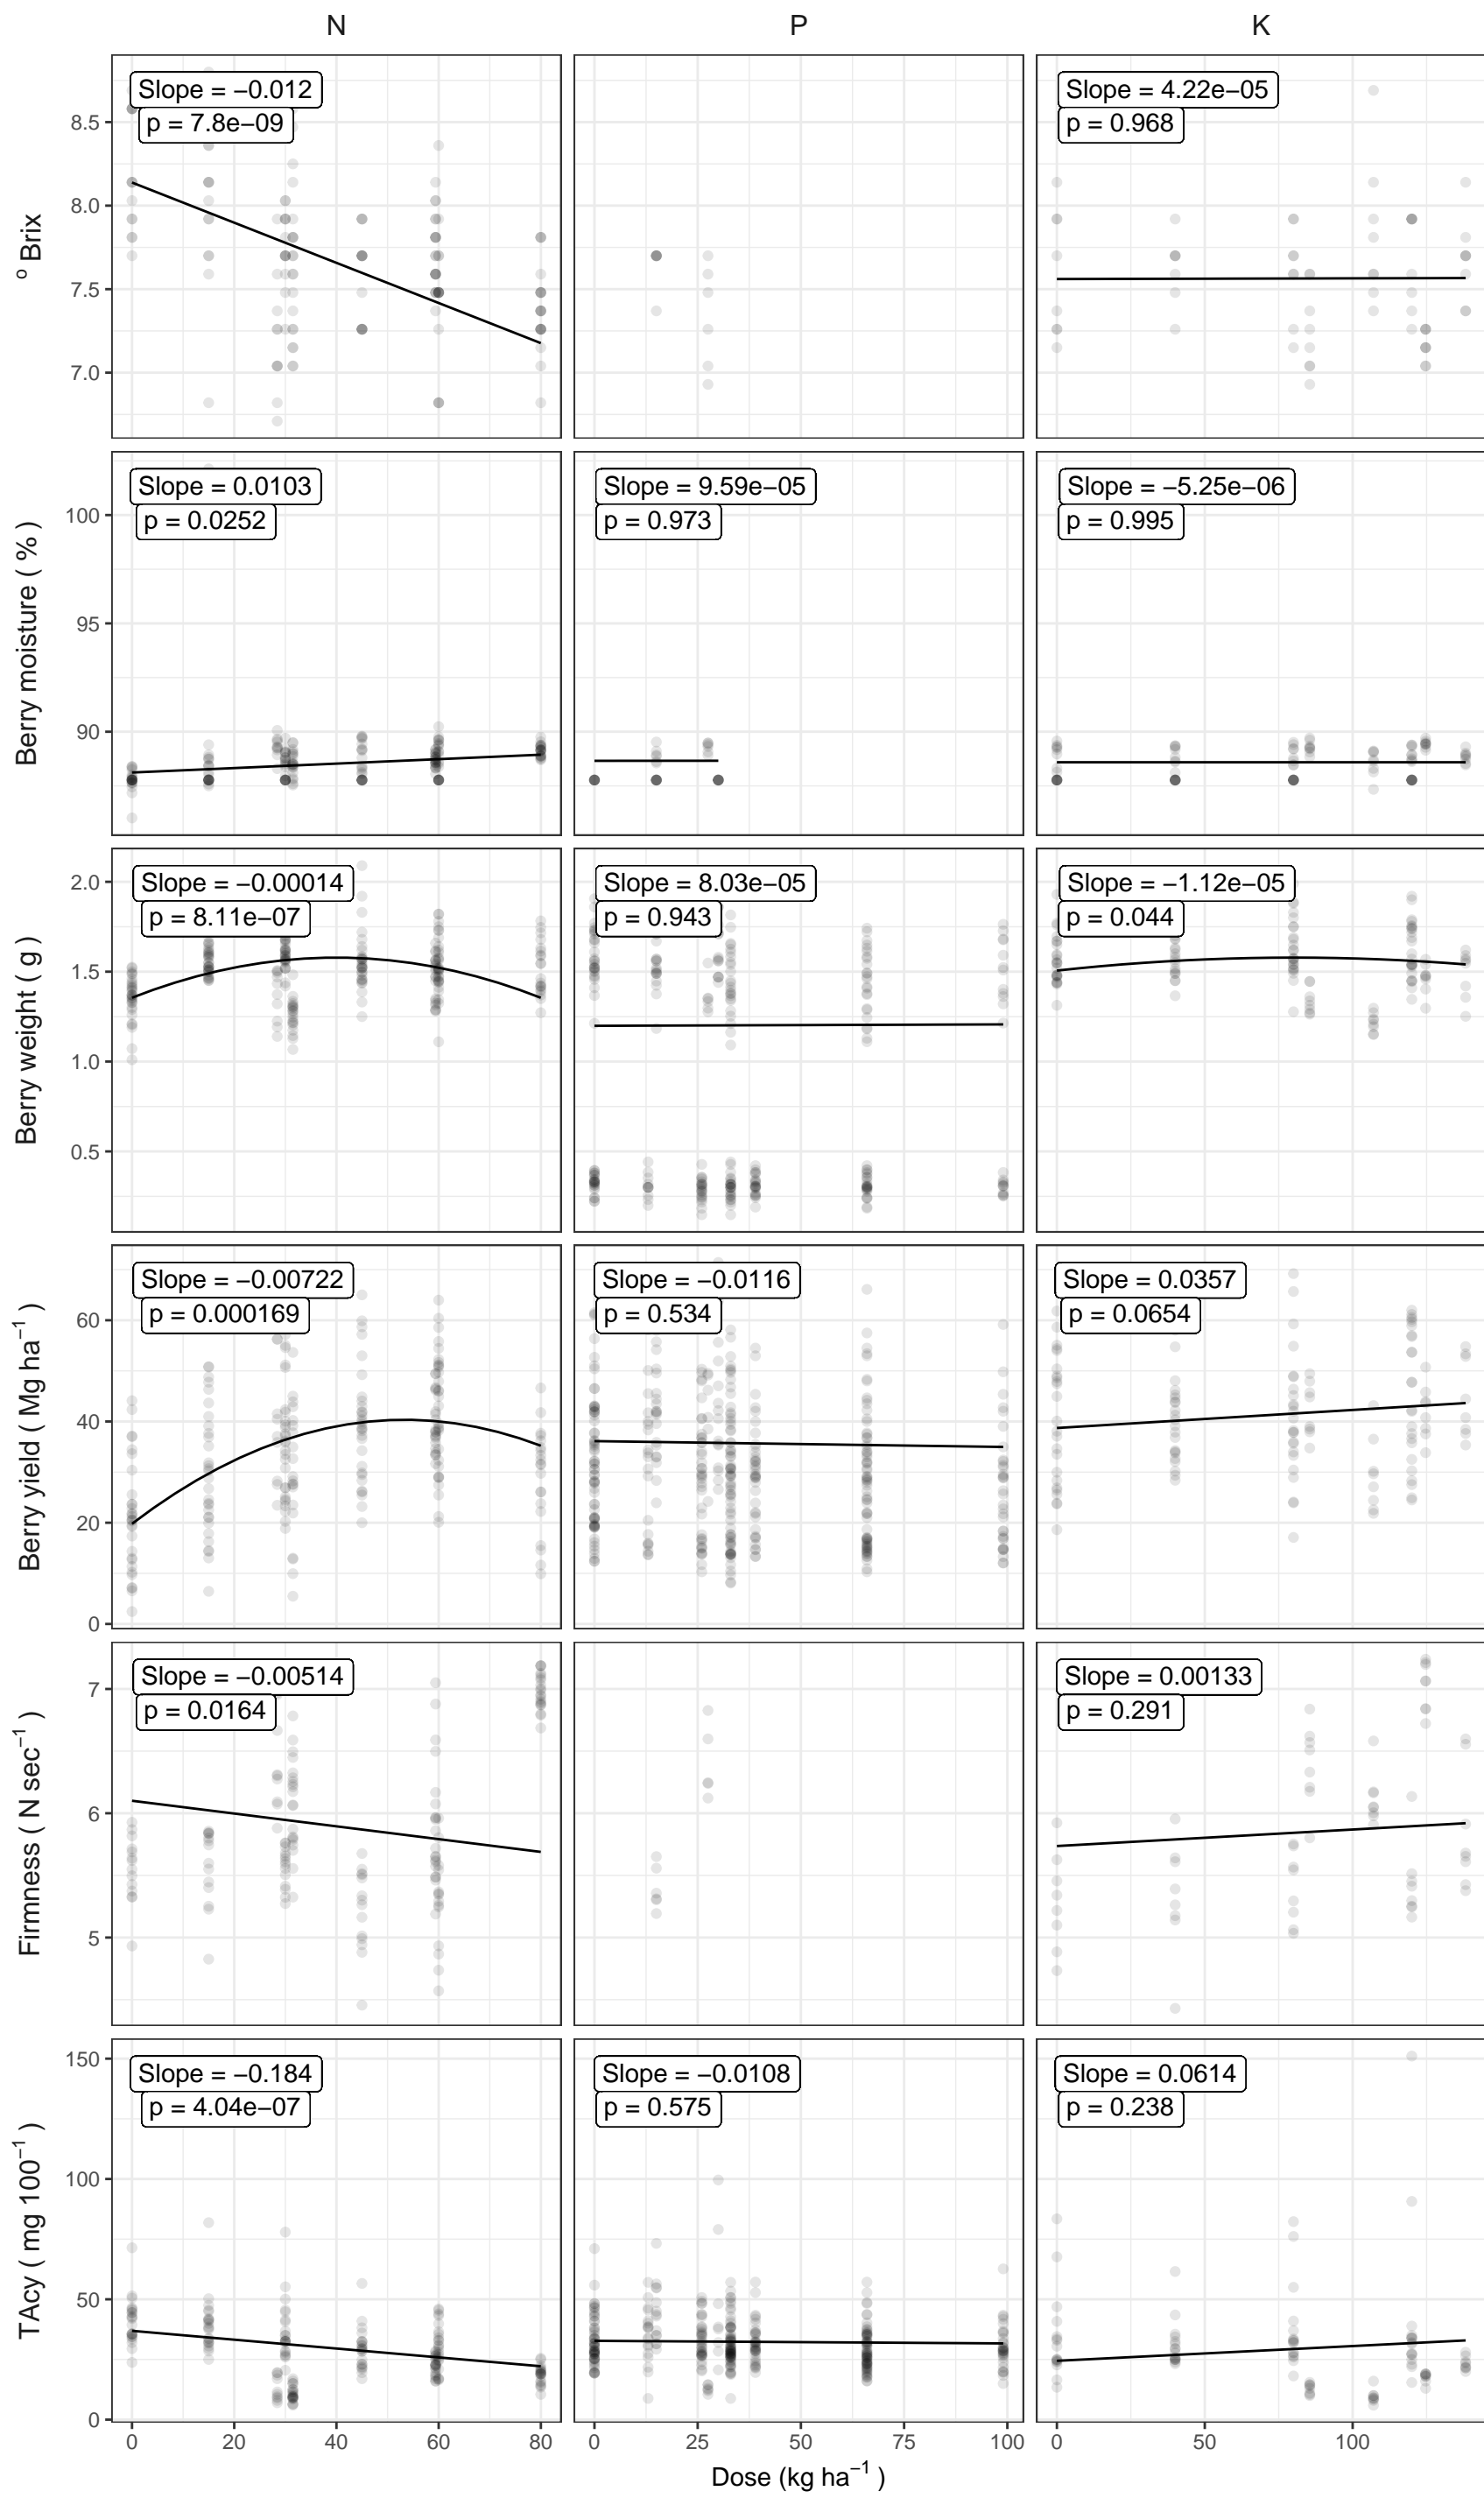 N P K
Slope = −0.012
p = 7.8e−09
Slope = 4.22e−05
p = 0.968
8.5
8.0
7.5
7.0
o Brix
Slope = 0.0103
p = 0.0252
Slope = 9.59e−05
p = 0.973
Slope = −5.25e−06
p = 0.995
100
95
90
Berry moisture ( % )
Slope = −0.00014
p = 8.11e−07
Slope = 8.03e−05
p = 0.943
Slope = −1.12e−05
p = 0.044
2.0
1.5
1.0
0.5
Berry weight ( g )
Slope = −0.00722
p = 0.000169
Slope = −0.0116
p = 0.534
Slope = 0.0357
p = 0.0654
60
40
20
0
Berry yield ( Mg ha−1 )
Slope = −0.00514
p = 0.0164
Slope = 0.00133
p = 0.291
7
6
5
Firmness ( N sec−1 )
Slope = −0.184
p = 4.04e−07
Slope = −0.0108
p = 0.575
Slope = 0.0614
p = 0.238
150
100
50
0
TAcy ( mg 100−1 )
0 20 40 60 80 0 25 50 75 100 0 50 100
Dose (kg ha−1 )